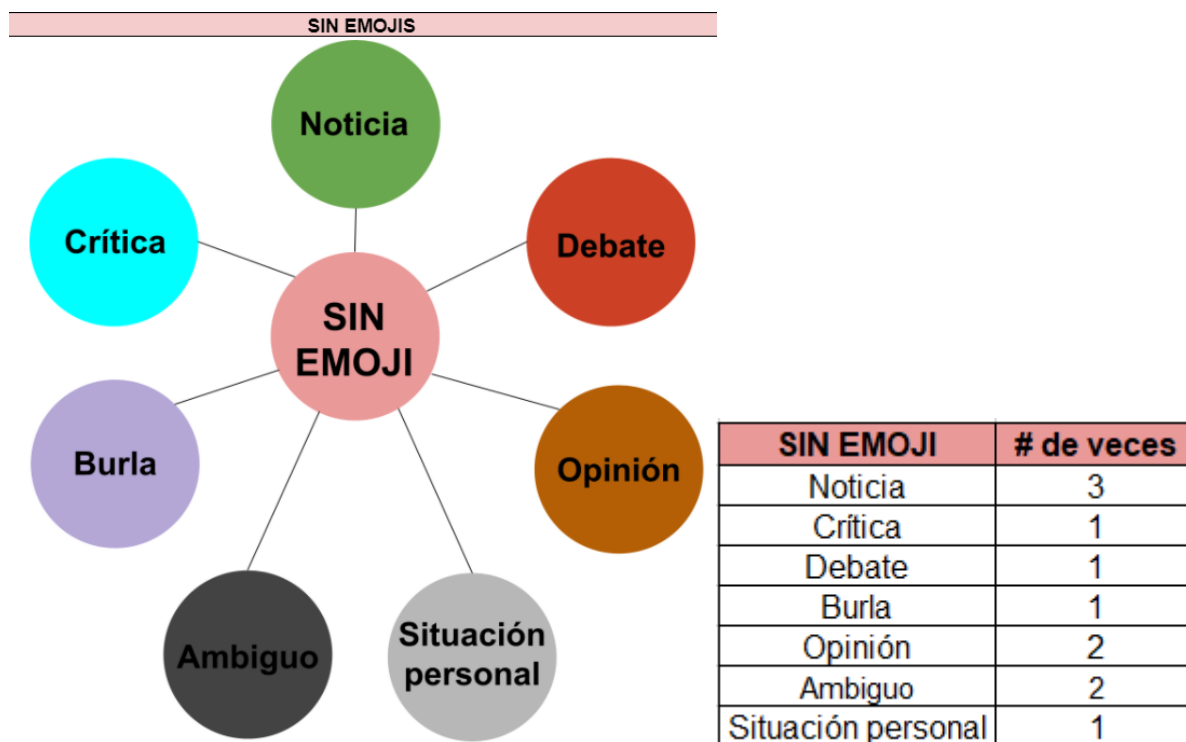 SIN EMOJIS
Noticia
Crítica
Debate
SIN
EMOJI
Burla
Opinión
Ambiguo
Situación
personal
SIN EMOJI # de veces
Noticia 3
Crítica 1
Debate 1
Burla 1
Opinión 2
Ambiguo 2
Situación personal 1